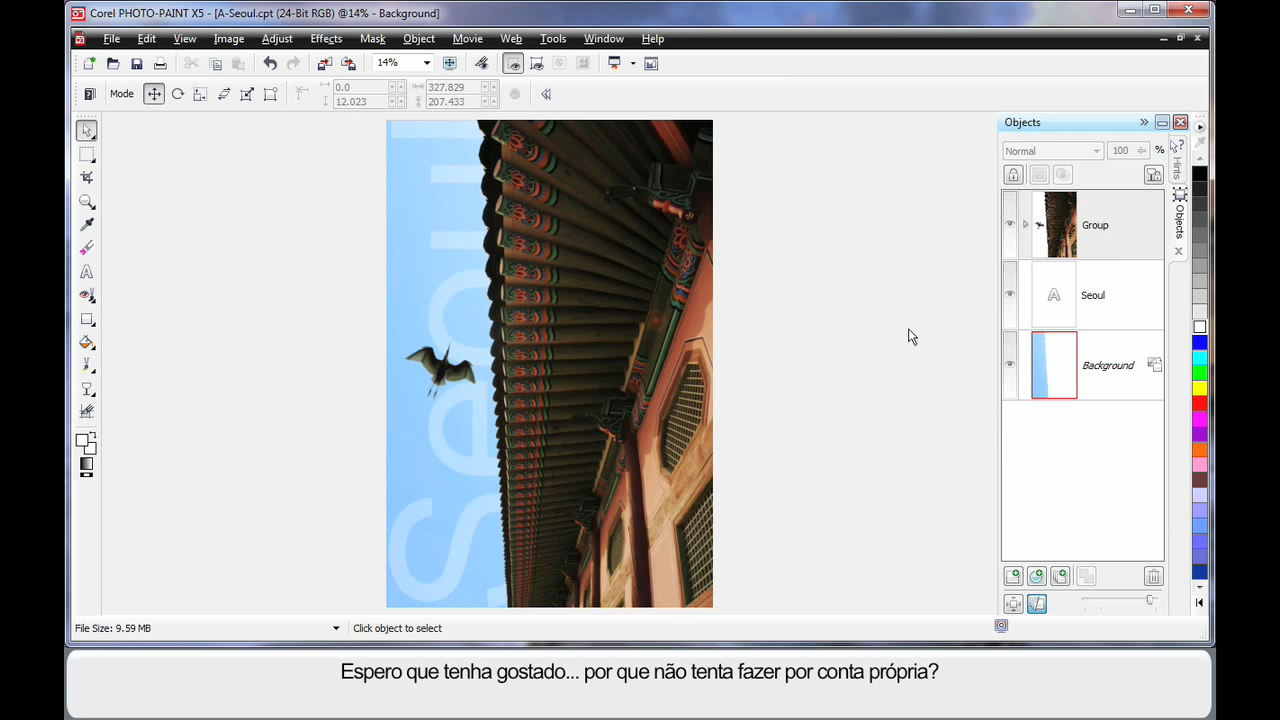 Corel PHOTO-PAINT X5 - [A-Seoul.cpt (24-Bit RGB) @14% - Background]
File Edit View Image Adjust Effects Mask Object Movie Web Tools Window Help
14%
Mode 0.0 327.829
12.023 207.433
Objects
Normal 100 %
Hints
Objects
Group
Seoul
Background
Seoul
File Size: 9.59 MB Click object to select
Espero que tenha gostado... por que não tenta fazer por conta própria?